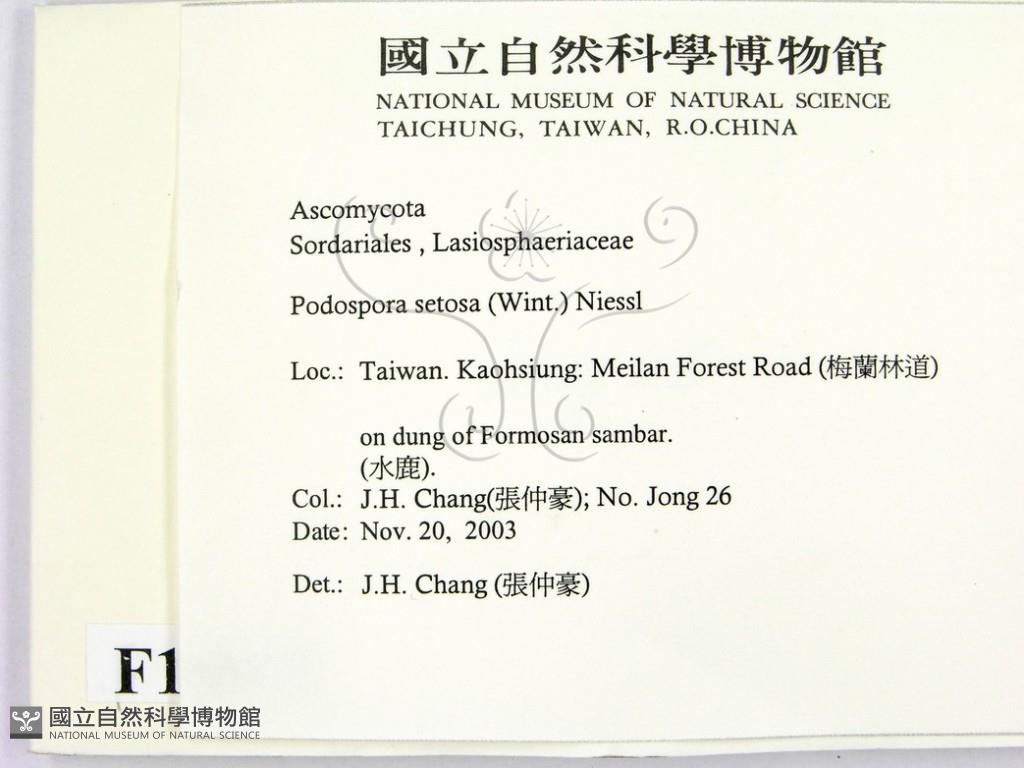 國立自然科學博物館
NATIONAL MUSEUM OF NATURAL SCIENCE
TAICHUNG, TAIWAN, R.O.CHINA
Ascomycota
Sordariales , Lasiosphaeriaceae
Podospora setosa (Wint.) Niessl
Loc.: Taiwan. Kaohsiung: Meilan Forest Road (梅蘭林道)
on dung of Formosan sambar.
(水鹿).
Col.: J.H. Chang(張仲豪); No. Jong 26
Date: Nov. 20, 2003
Det.: J.H. Chang (張仲豪)
F1
國立自然科學博物館
NATIONAL MUSEUM OF NATURAL SCIENCE